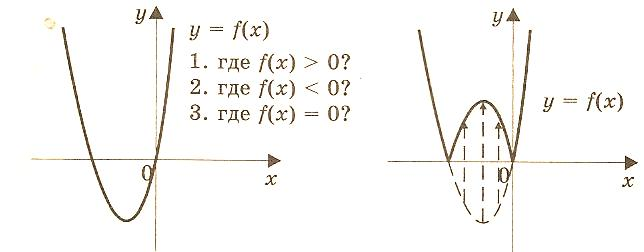 y
y = f(x)
1. где f(x) > 0?
2. где f(x) < 0?
3. где f(x) = 0?
0
x
y
y = f(x)
0
x